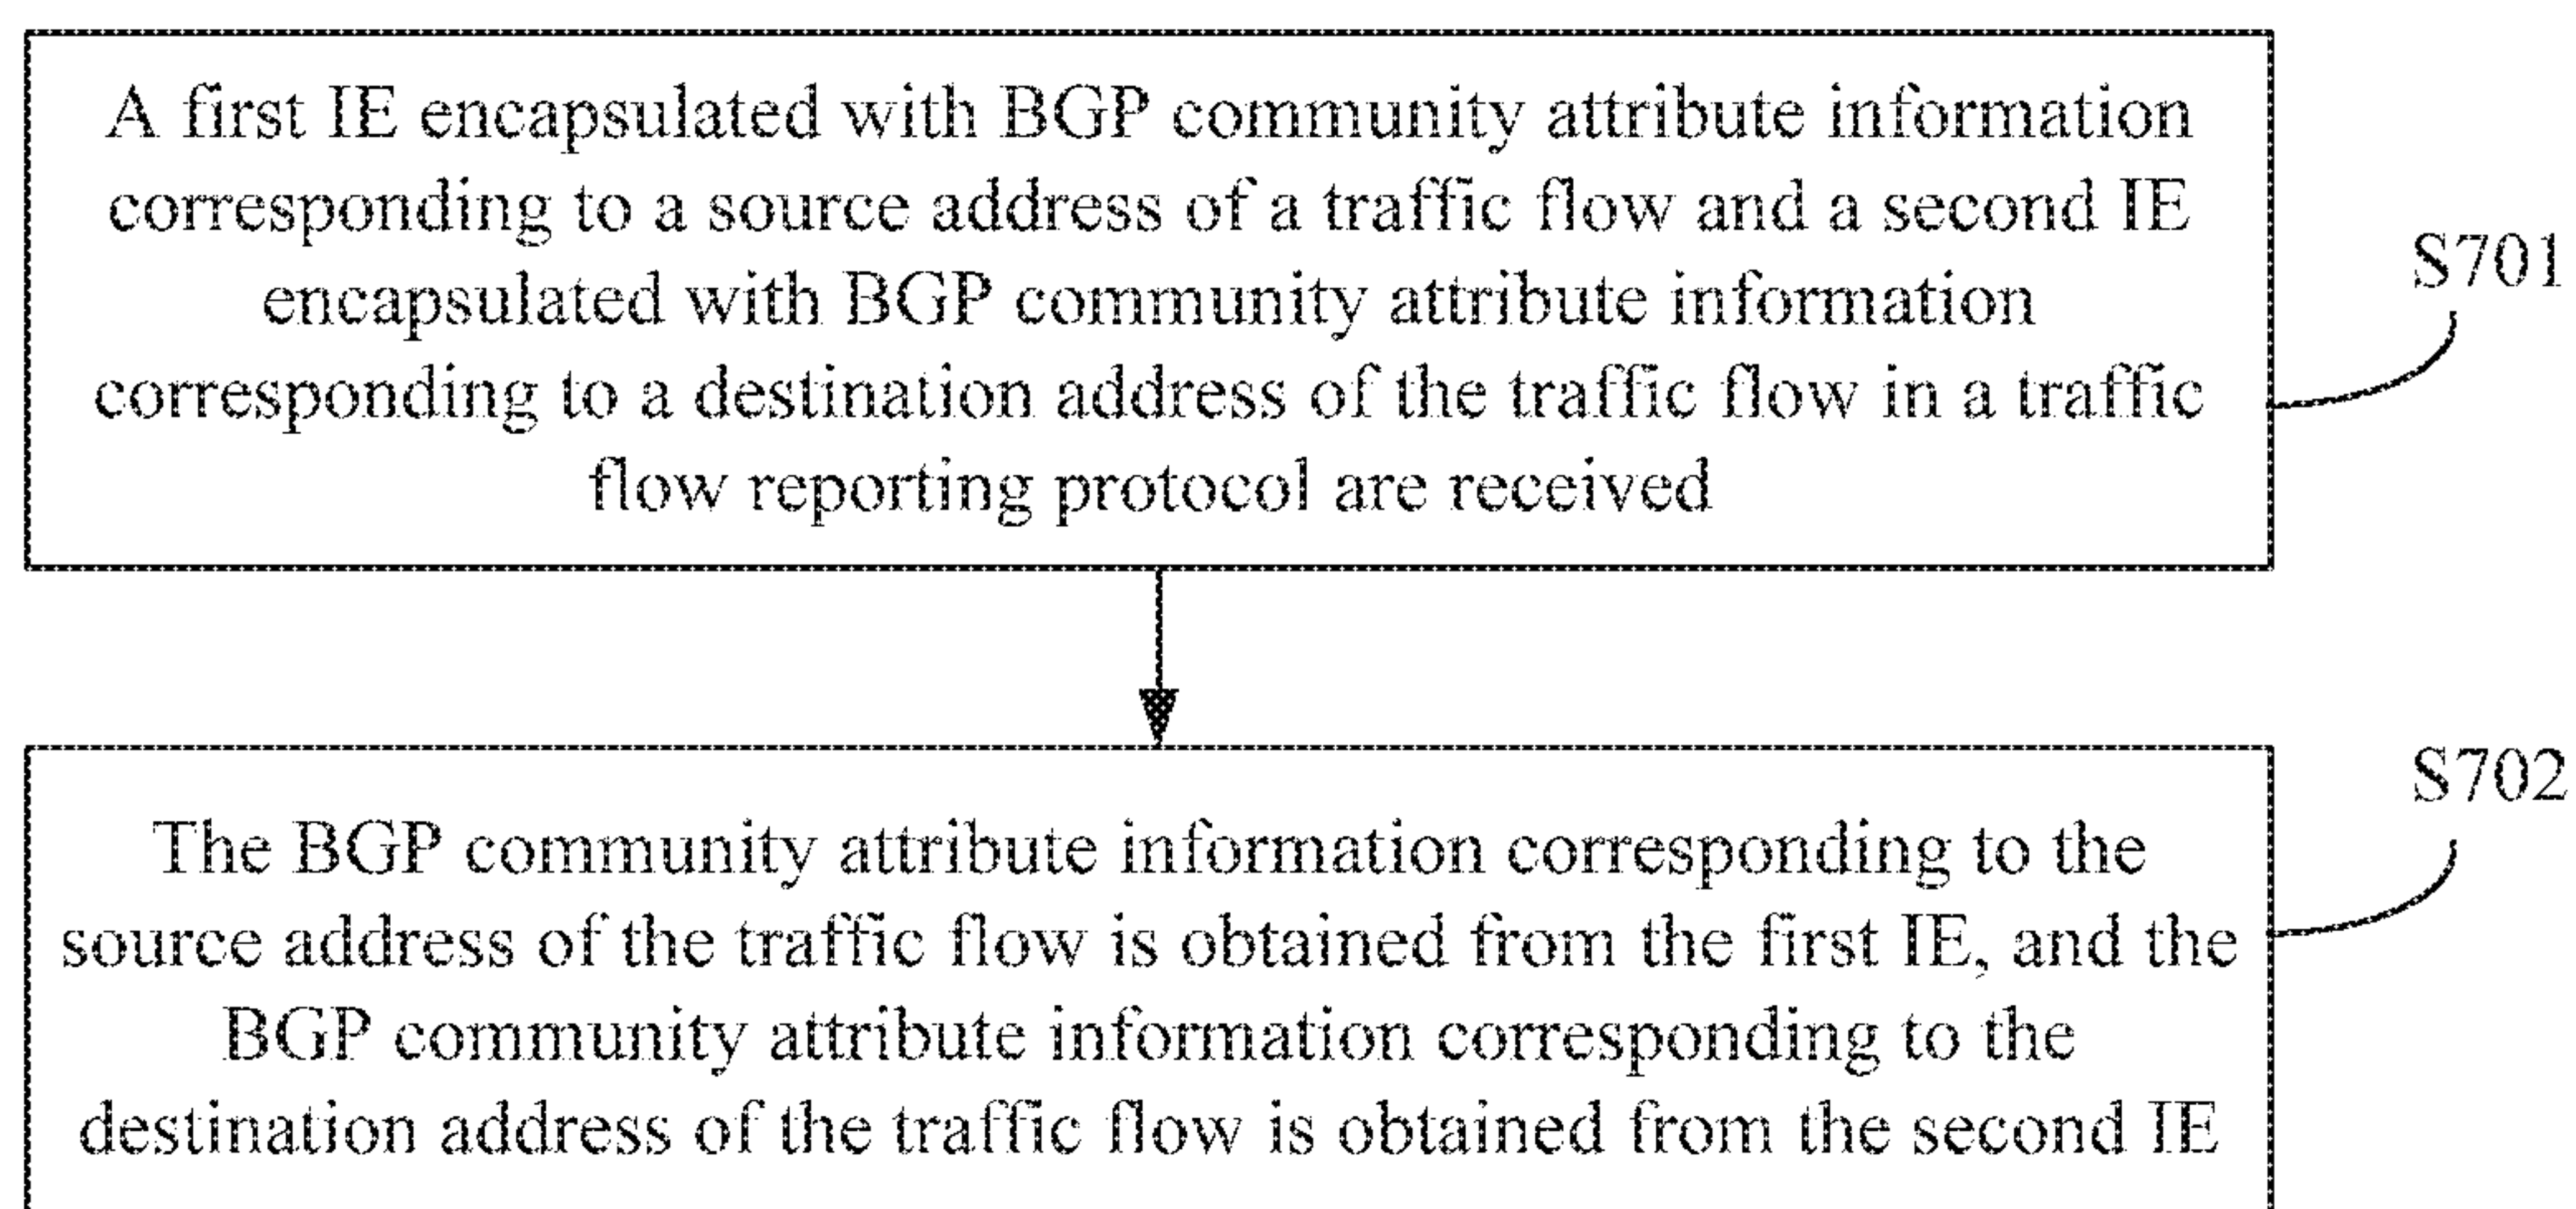 A first IE encapsulated with BGP community attribute information
corresponding to a source address of a traffic flow and a second IE
encapsulated with BGP community attribute information
corresponding to a destination address of the traffic flow in a traffic
flow reporting protocol are received
S701
The BGP community attribute information corresponding to the
source address of the traffic flow is obtained from the first IE, and the
BGP community attribute information corresponding to the
destination address of the traffic flow is obtained from the second IE
S702